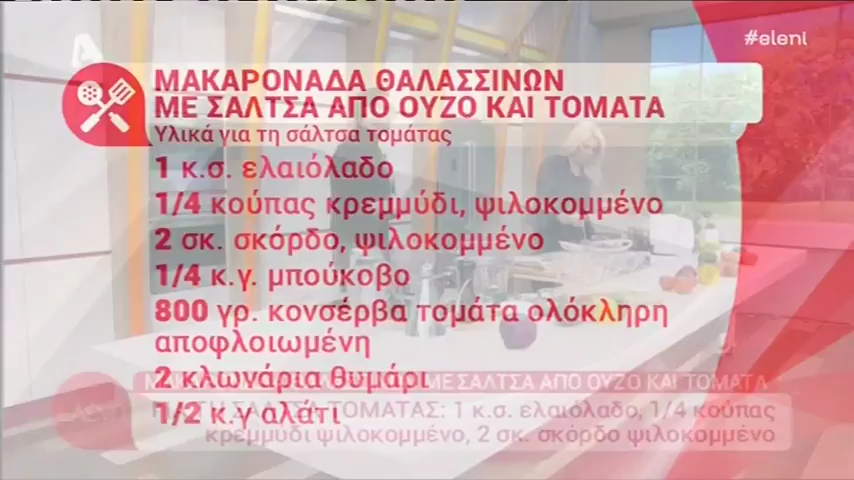 #eleni
ΜΑΚΑΡΟΝΑΔΑ ΘΑΛΑΣΣΙΝΩΝ
ΜΕ ΣΑΛΤΣΑ ΑΠΟ ΟΥΖΟ ΚΑΙ ΤΟΜΑΤΑ
Υλικά για τη σάλτσα τομάτας
1 κ.σ. ελαιόλαδο
1/4 κούπας κρεμμύδι, ψιλοκομμένο
2 σκ. σκόρδο, ψιλοκομμένο
1/4 κ.γ. μπούκοβο
800 γρ. κονσέρβα τομάτα ολόκληρη
αποφλοιωμένη
2 κλωνάρια θυμάρι
1/2 κ.γ αλάτι
ΜΕ ΣΑΛΤΣΑ ΑΠΟ ΟΥΖΟ ΚΑΙ ΤΟΜΑΤΑ
ΣΑΛΤΣΑ ΤΟΜΑΤΑΣ: 1 κ.σ. ελαιόλαδο, 1/4 κούπας
κρεμμύδι ψιλοκομμένο, 2 σκ. σκόρδο ψιλοκομμένο